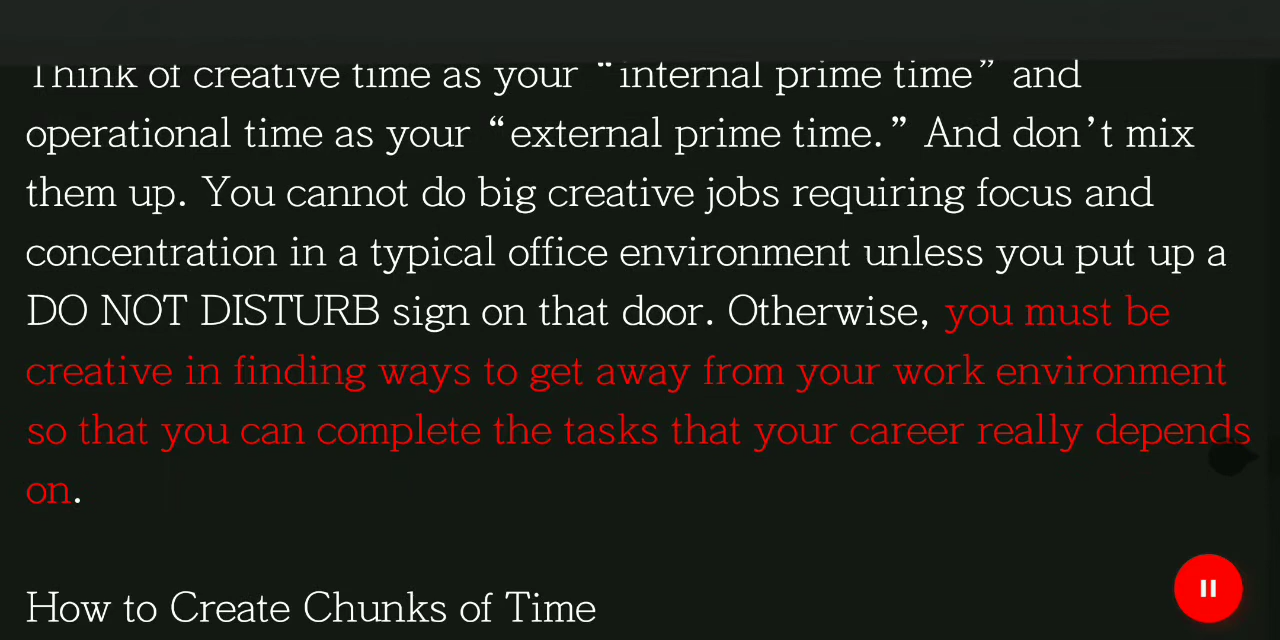 Think of creative time as your “internal prime time” and
operational time as your “external prime time.” And don’t mix
them up. You cannot do big creative jobs requiring focus and
concentration in a typical office environment unless you put up a
DO NOT DISTURB sign on that door. Otherwise, you must be
creative in finding ways to get away from your work environment
so that you can complete the tasks that your career really depends
on.
How to Create Chunks of Time